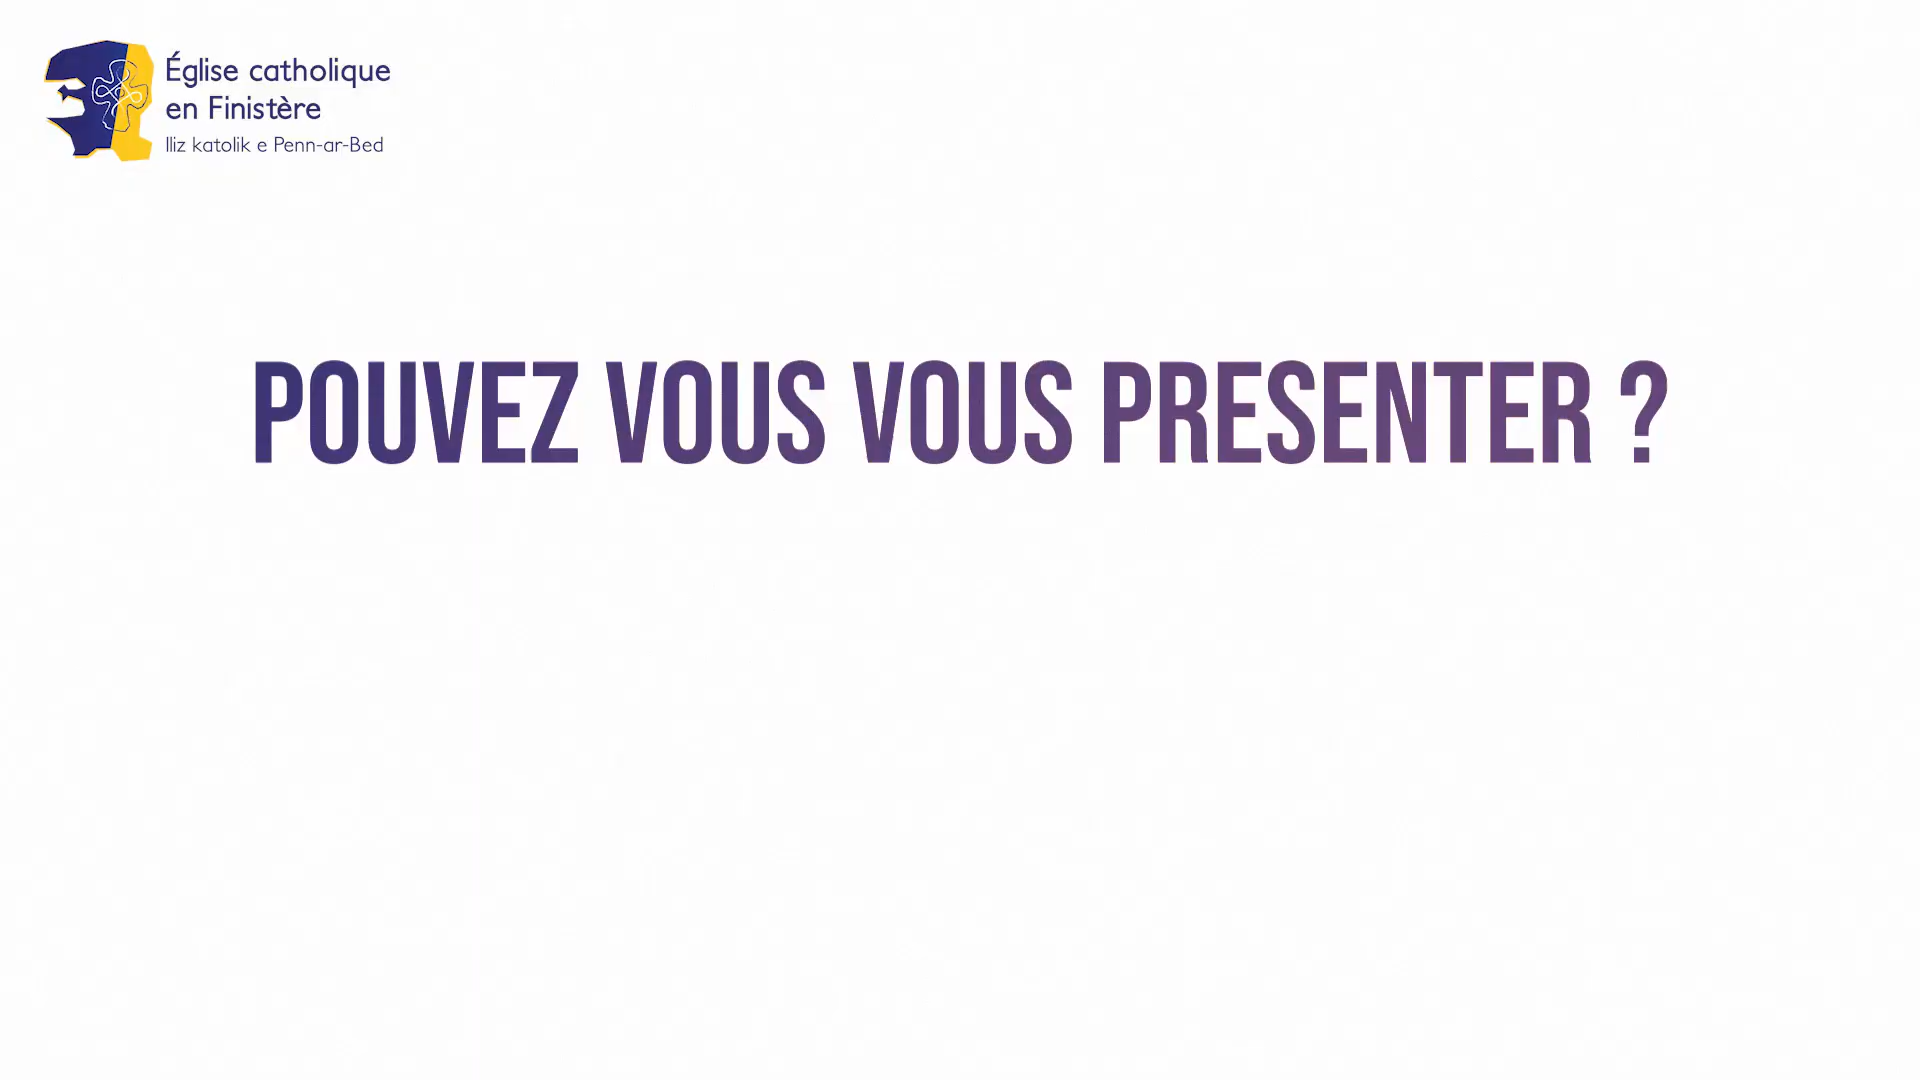 Église catholique
en Finistère
Iliz katolik e Penn-ar-Bed
POUVEZ VOUS VOUS PRESENTER ?